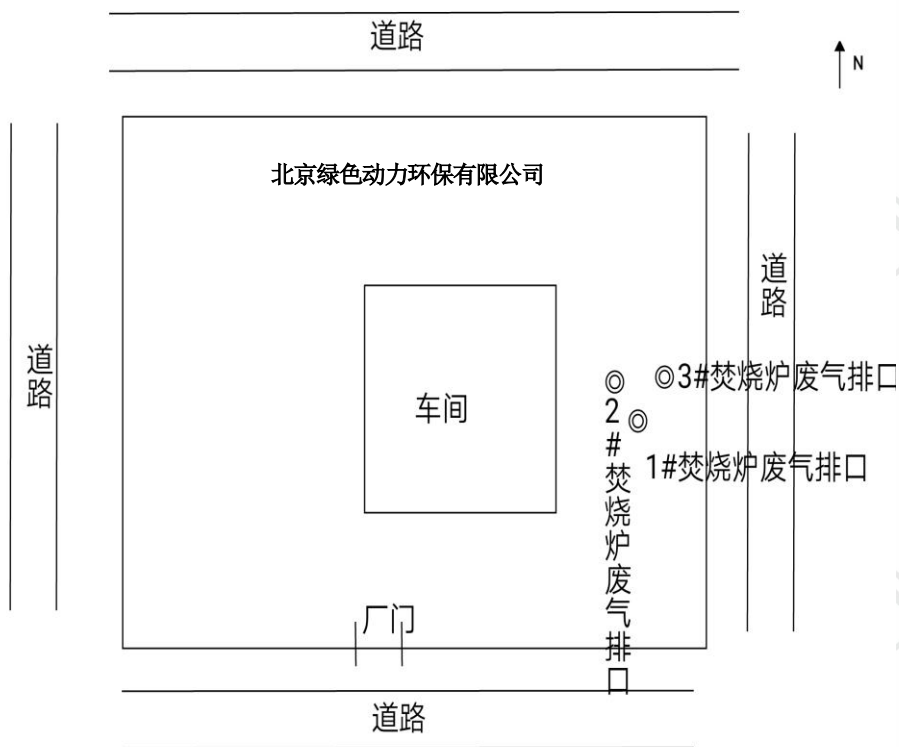 道路
N
北京绿色动力环保有限公司
道路
道路
车间
3#焚烧炉废气排口
2#焚烧炉废气排口
1#焚烧炉废气排口
厂门
道路